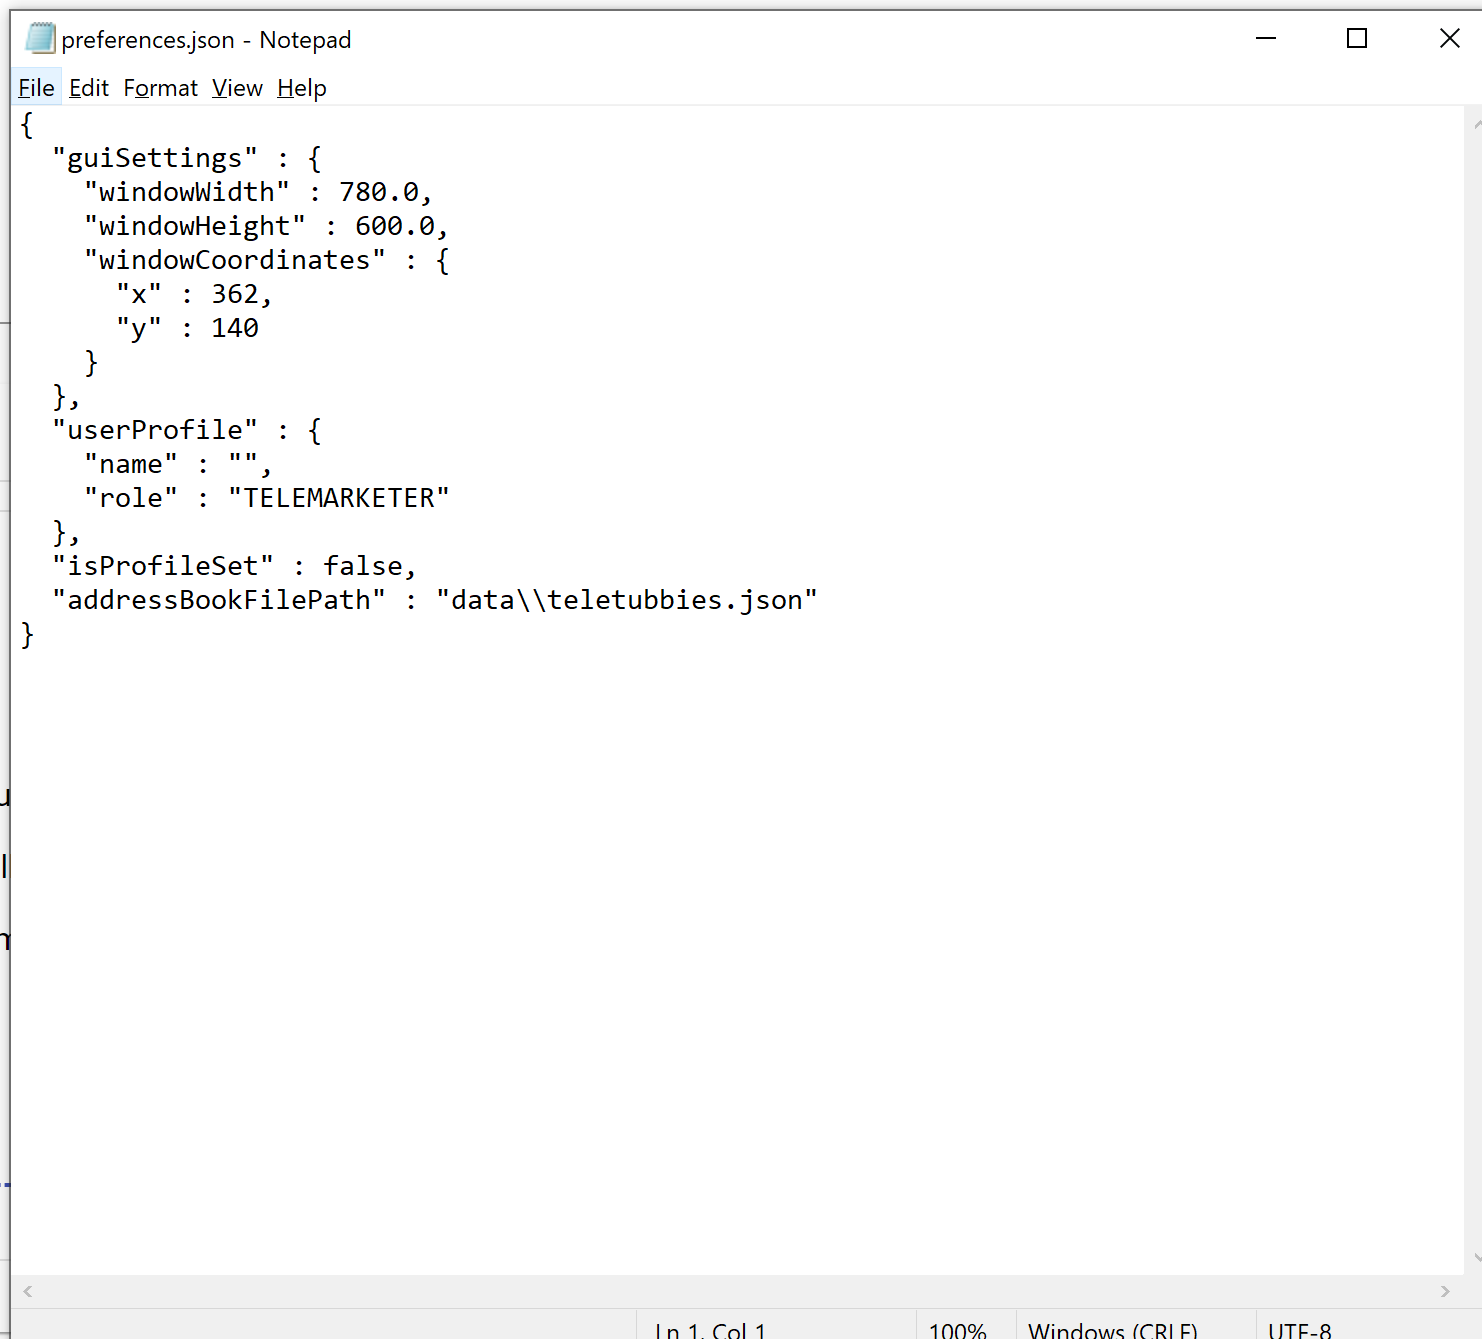 preferences.json - Notepad
File Edit Format View Help
{
  "guiSettings" : {
    "windowWidth" : 780.0,
    "windowHeight" : 600.0,
    "windowCoordinates" : {
      "x" : 362,
      "y" : 140
    }
  },
  "userProfile" : {
    "name" : "",
    "role" : "TELEMARKETER"
  },
  "isProfileSet" : false,
  "addressBookFilePath" : "data\\teletubbies.json"
}
Ln 1, Col 1 100% Windows (CRLF) UTF-8